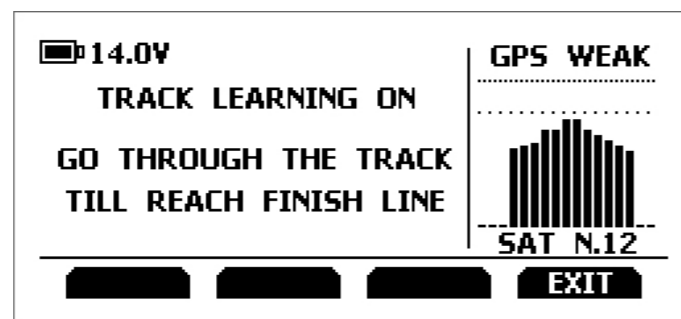 14.0V
GPS WEAK
TRACK LEARNING ON
GO THROUGH THE TRACK
TILL REACH FINISH LINE
SAT N.12
EXIT